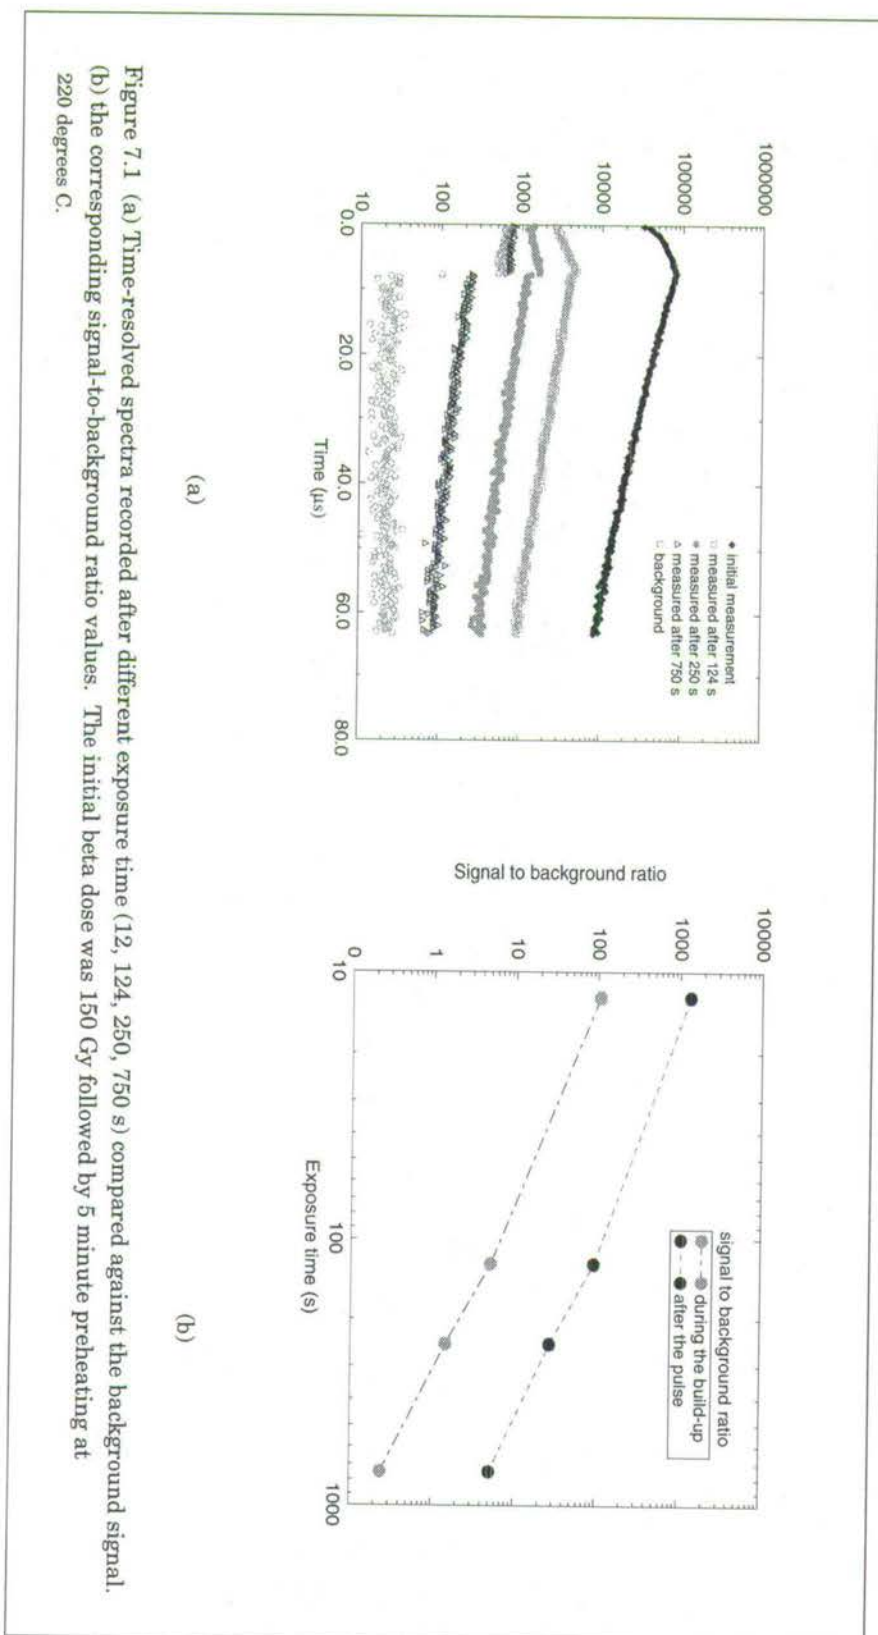 1000000
100000
10000
1000
100
10
0.0
20.0
40.0
60.0
80.0
Time (μs)
initial measurement
measured after 124 s
measured after 250 s
measured after 750 s
background
(a)
Signal to background ratio
10000
1000
100
10
1
0
10
100
1000
Exposure time (s)
signal to background ratio
during the build-up
after the pulse
(b)
Figure 7.1 (a) Time-resolved spectra recorded after different exposure time (12, 124, 250, 750 s) compared against the background signal.
(b) the corresponding signal-to-background ratio values. The initial beta dose was 150 Gy followed by 5 minute preheating at
220 degrees C.